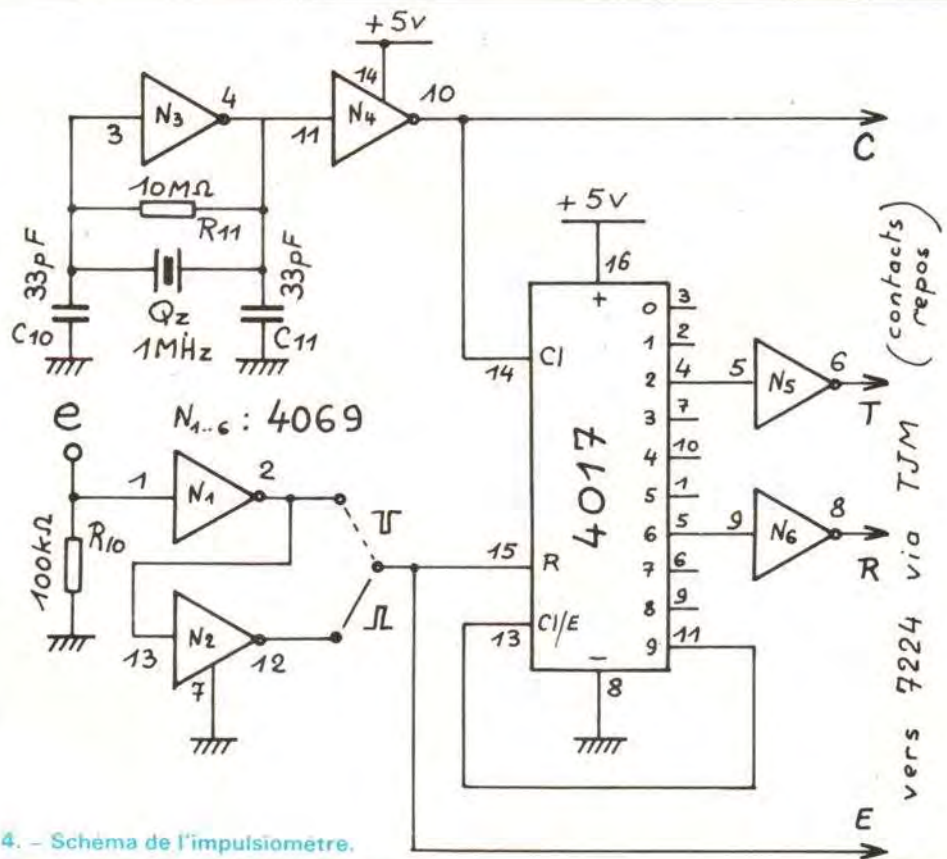 +5v
14
N3
4
3
11
N4
10
C
10MΩ
R11
33pF
C10
Qz
1MHz
33pF
C11
+5v
16
+
e
N1..6 : 4069
1
N1
2
R10
100kΩ
13
N2
12
7
14
CI
15
R
13
CI/E
4017
−
8
0 3
1 2
2 4
3 7
4 10
5 1
6 5
7 6
8 9
9 11
5
N5
6
T
9
N6
8
R
E
vers 7224 via TJM (contacts repos)
4. – Schéma de l'impulsiomètre.